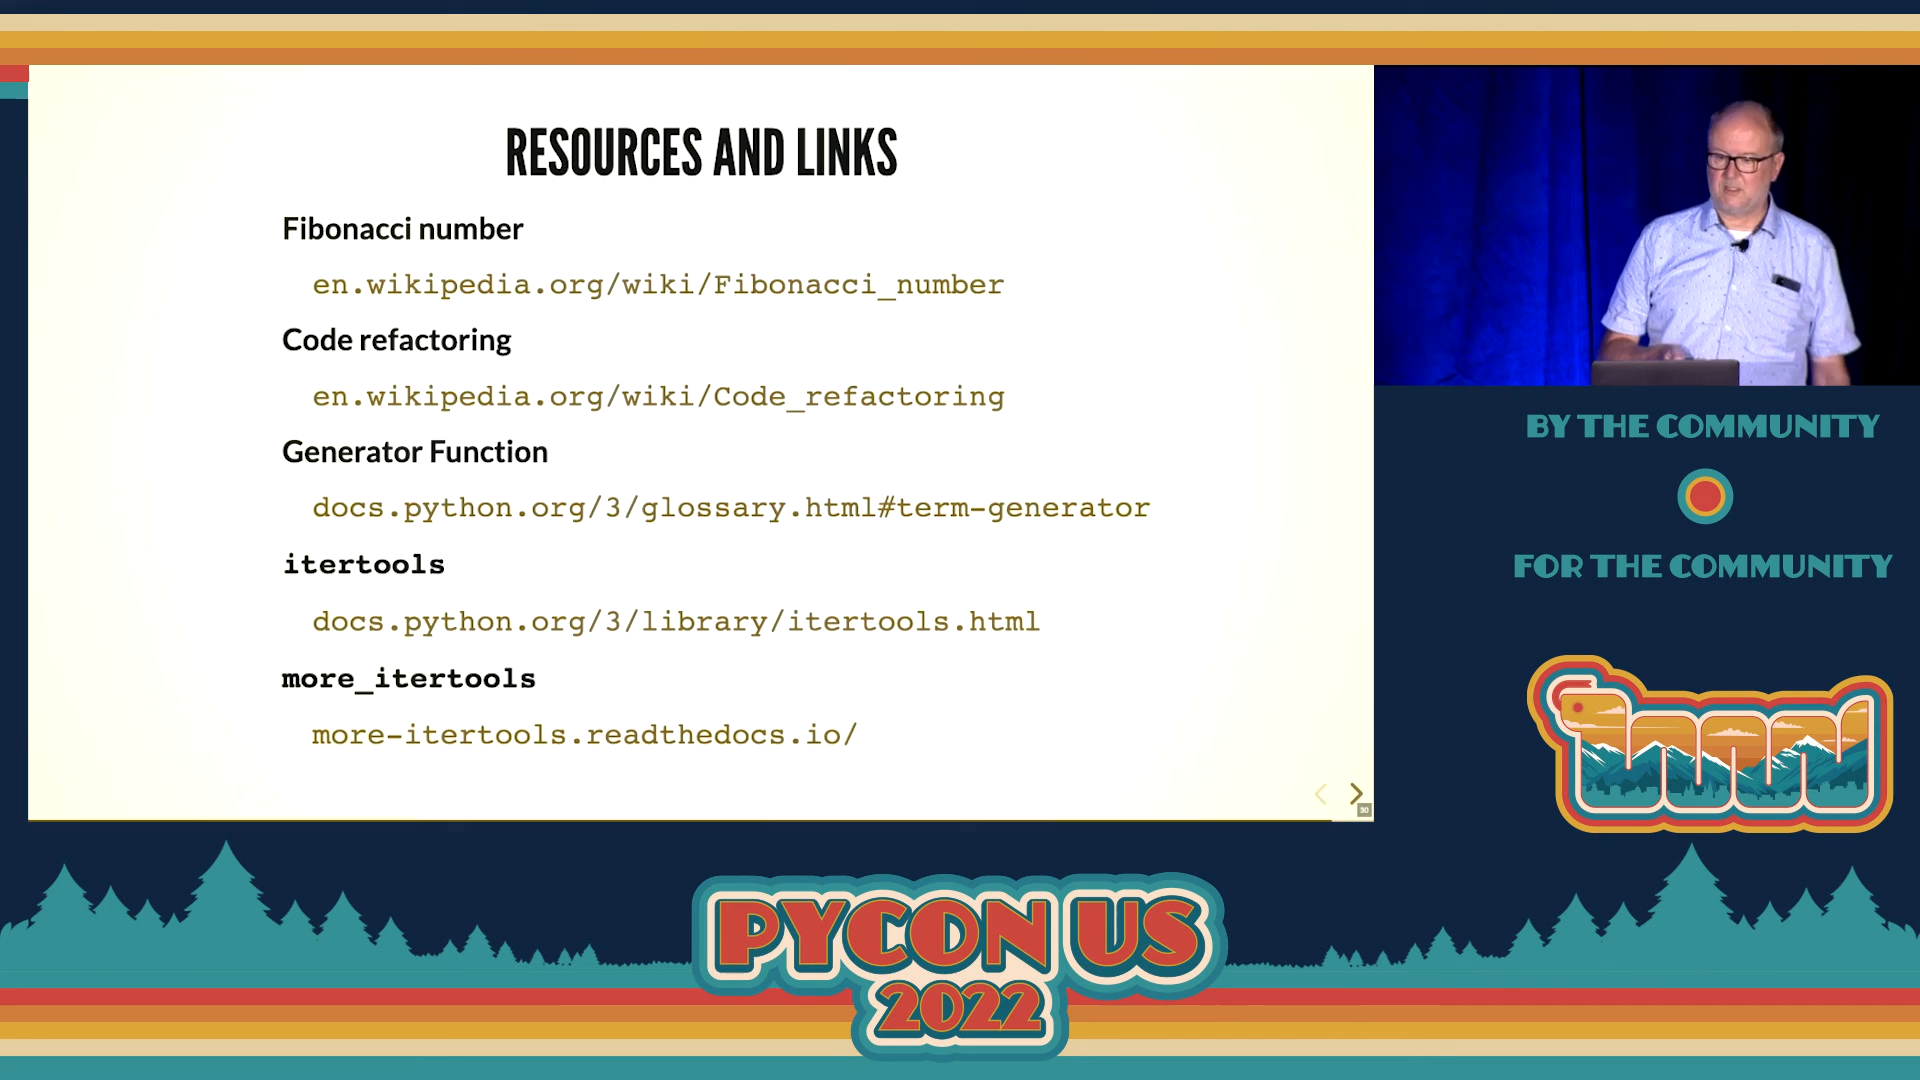 RESOURCES AND LINKS
Fibonacci number
en.wikipedia.org/wiki/Fibonacci_number
Code refactoring
en.wikipedia.org/wiki/Code_refactoring
Generator Function
docs.python.org/3/glossary.html#term-generator
itertools
docs.python.org/3/library/itertools.html
more_itertools
more-itertools.readthedocs.io/
30
BY THE COMMUNITY
FOR THE COMMUNITY
PYCON US
2022